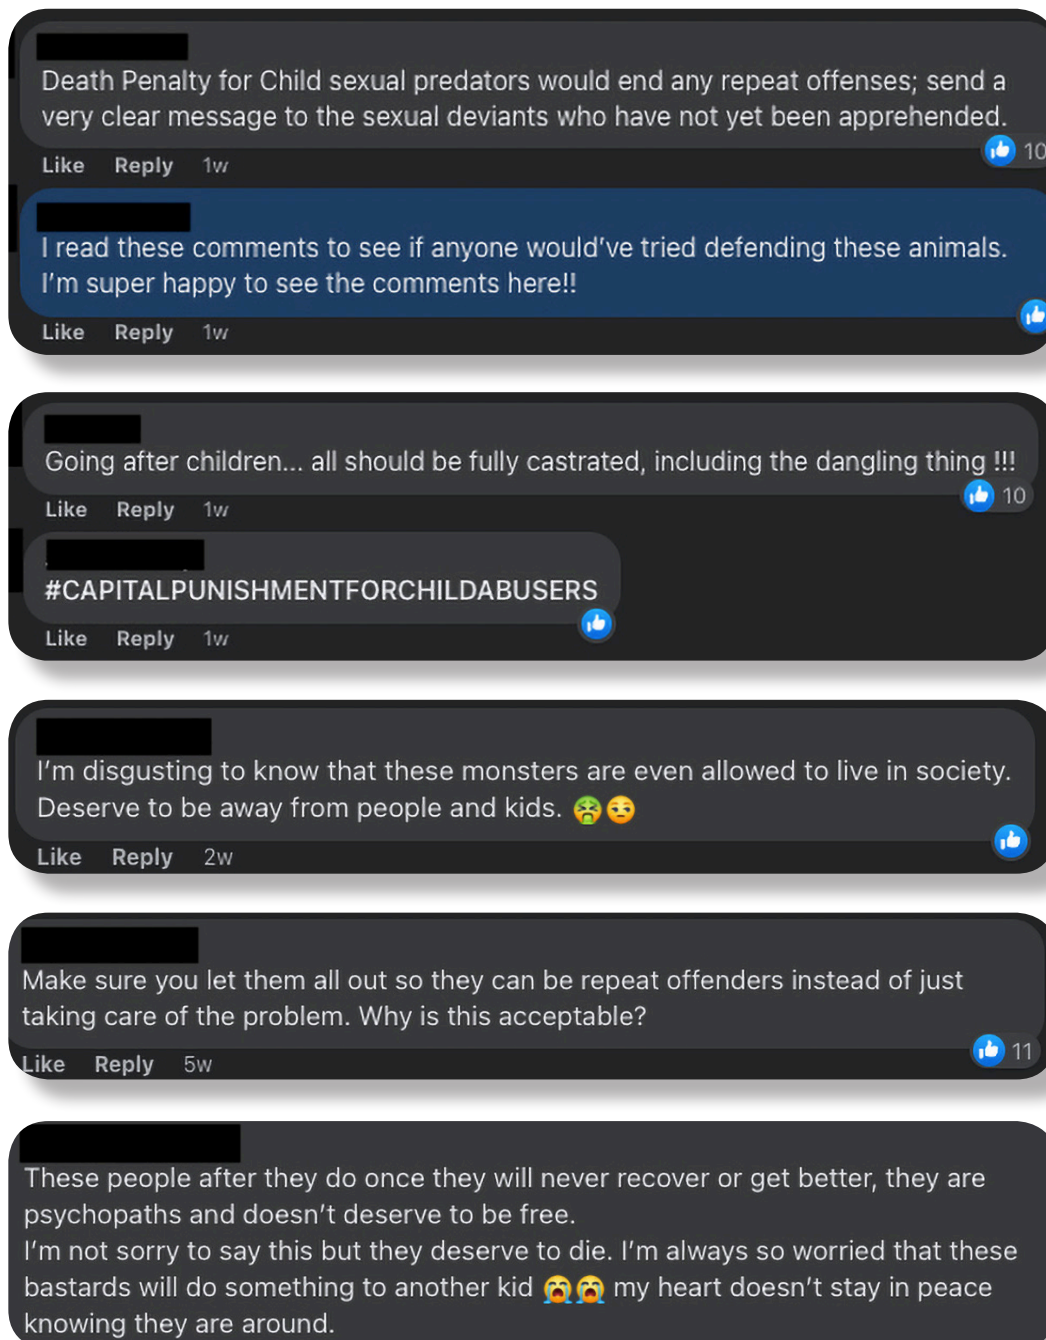 Death Penalty for Child sexual predators would end any repeat offenses; send a
very clear message to the sexual deviants who have not yet been apprehended.
10
Like Reply 1w
I read these comments to see if anyone would've tried defending these animals.
I'm super happy to see the comments here!!
Like Reply 1w
Going after children... all should be fully castrated, including the dangling thing !!!
10
Like Reply 1w
#CAPITALPUNISHMENTFORCHILDABUSERS
Like Reply 1w
I'm disgusting to know that these monsters are even allowed to live in society.
Deserve to be away from people and kids. 🤮😒
Like Reply 2w
Make sure you let them all out so they can be repeat offenders instead of just
taking care of the problem. Why is this acceptable?
11
Like Reply 5w
These people after they do once they will never recover or get better, they are
psychopaths and doesn't deserve to be free.
I'm not sorry to say this but they deserve to die. I'm always so worried that these
bastards will do something to another kid 😭😭 my heart doesn't stay in peace
knowing they are around.